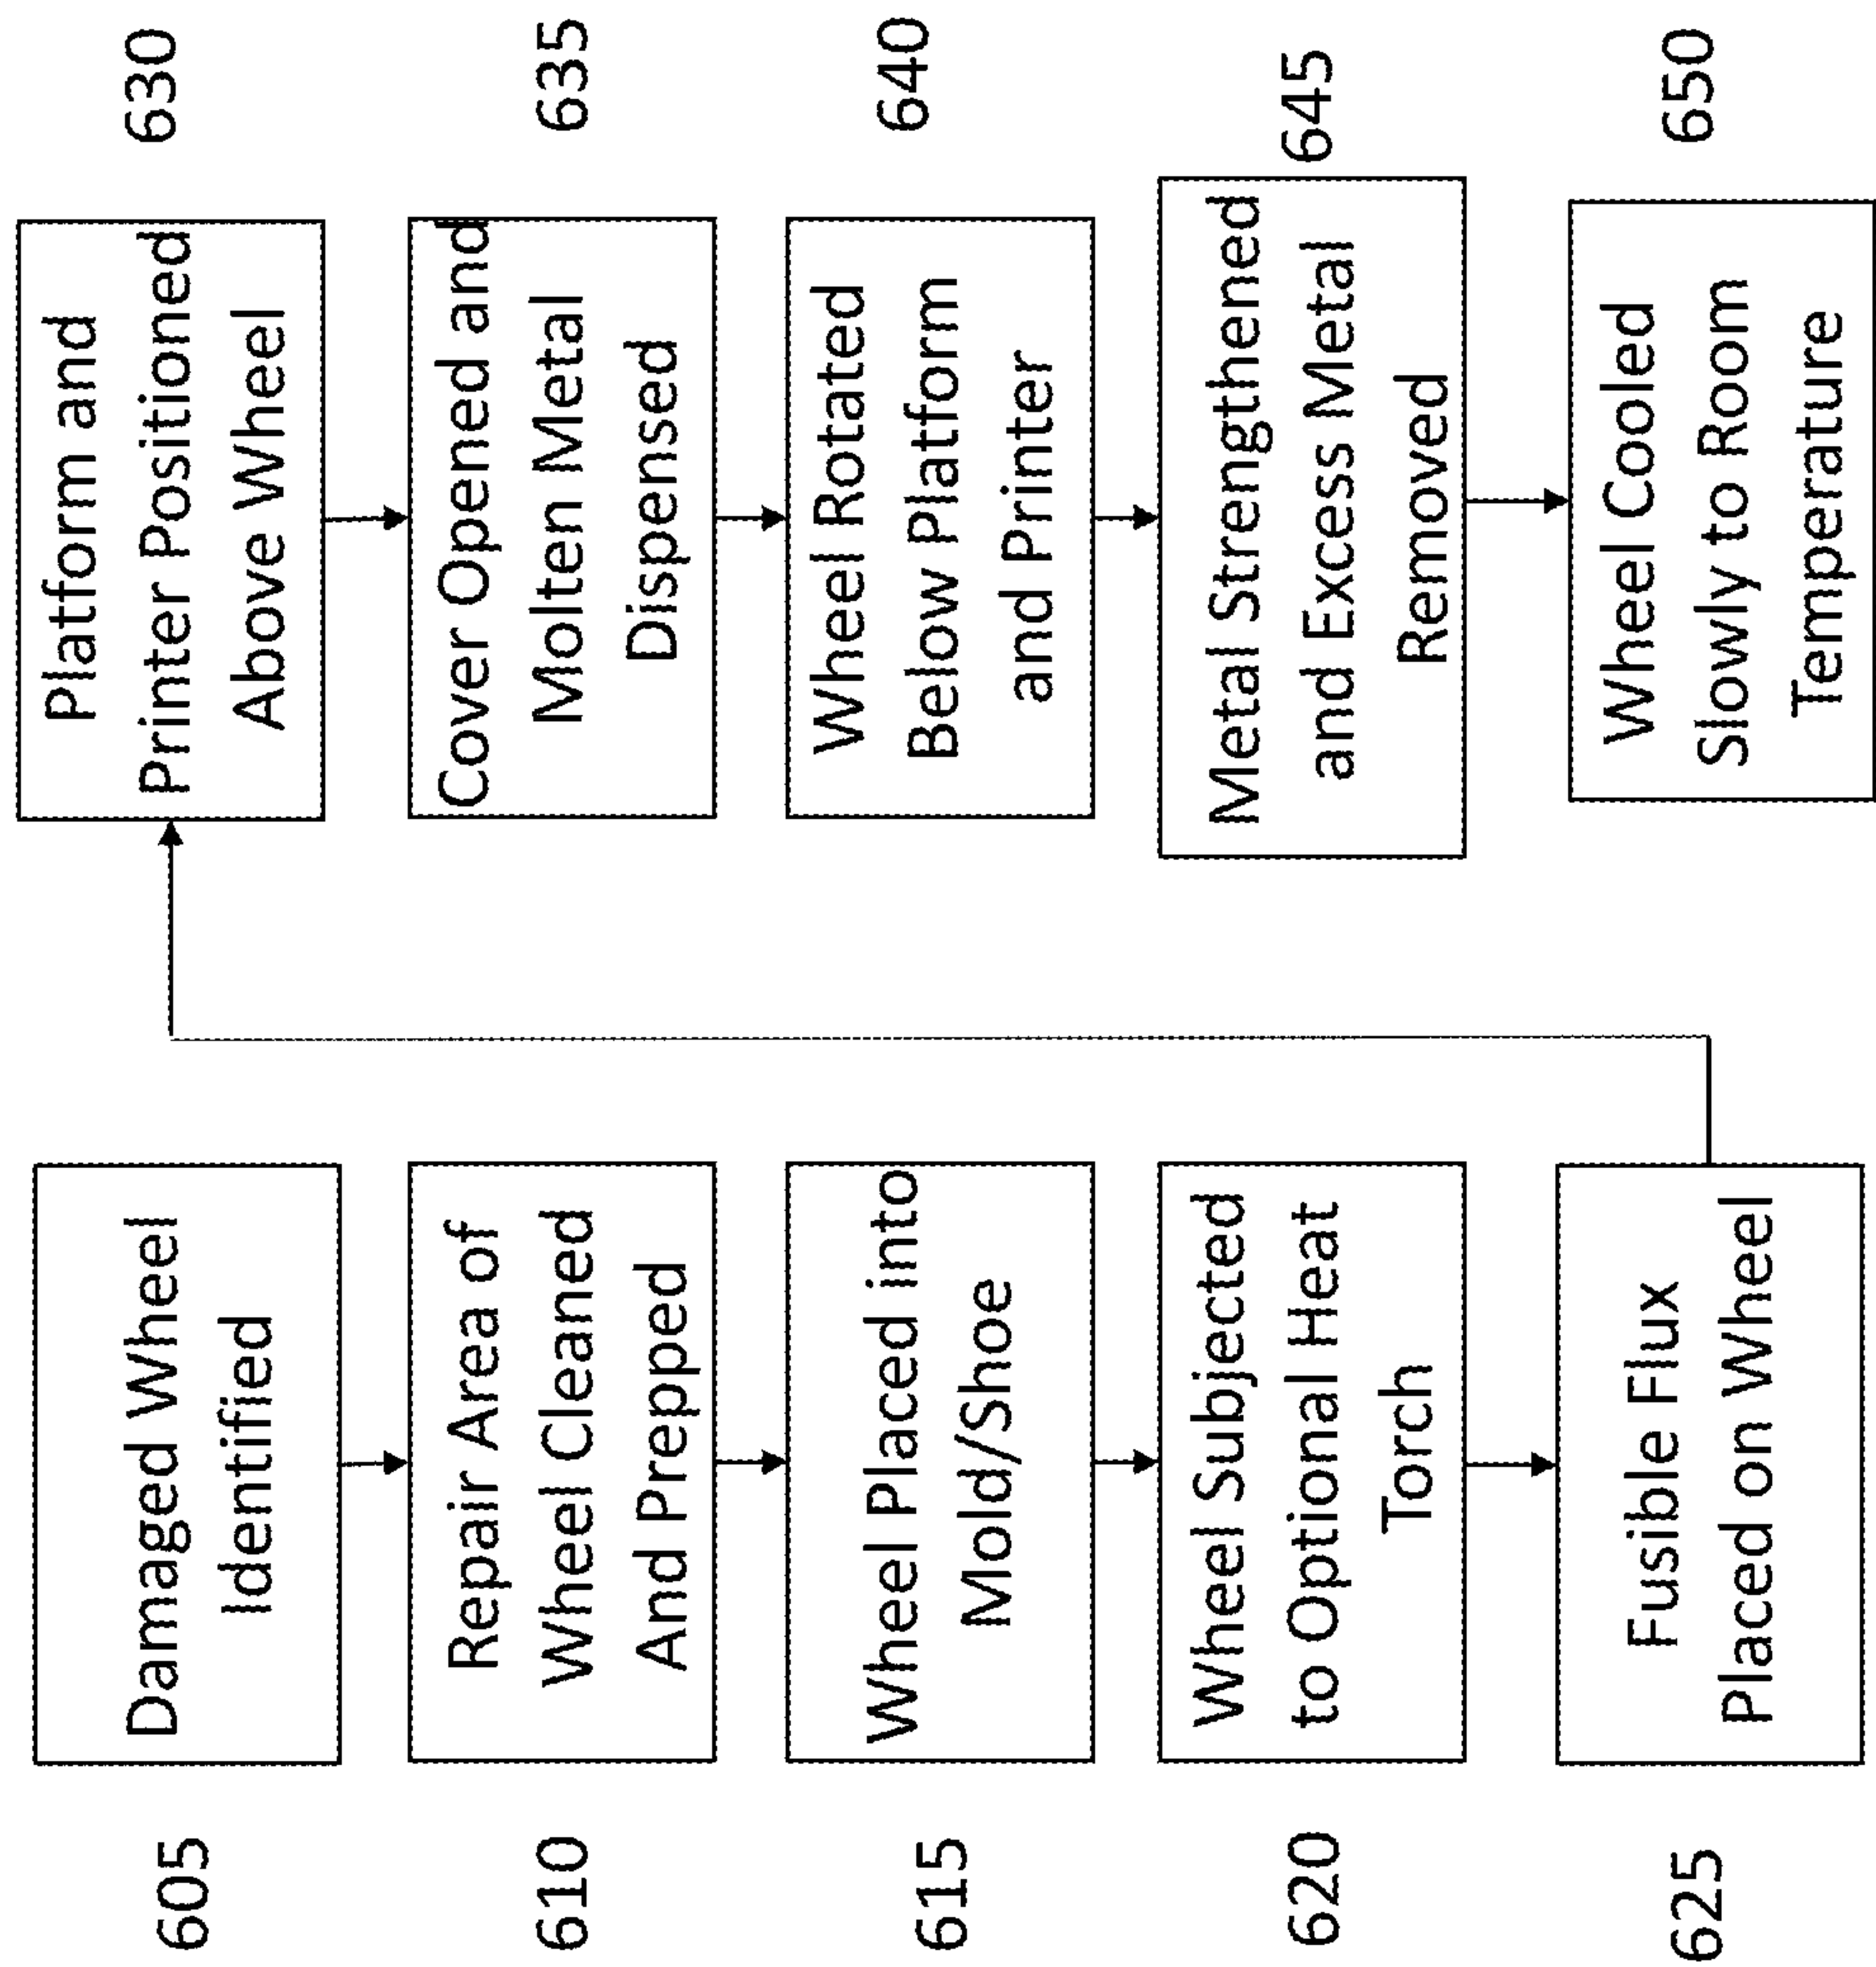 605
Damaged Wheel
Identified
610
Repair Area of
Wheel Cleaned
And Prepped
615
Wheel Placed into
Mold/Shoe
620
Wheel Subjected
to Optional Heat
Torch
625
Fusible Flux
Placed on Wheel
Platform and
Printer Positioned
Above Wheel
630
Cover Opened and
Molten Metal
Dispensed
635
Wheel Rotated
Below Platform
and Printer
640
Metal Strengthened
and Excess Metal
Removed
645
Wheel Cooled
Slowly to Room
Temperature
650